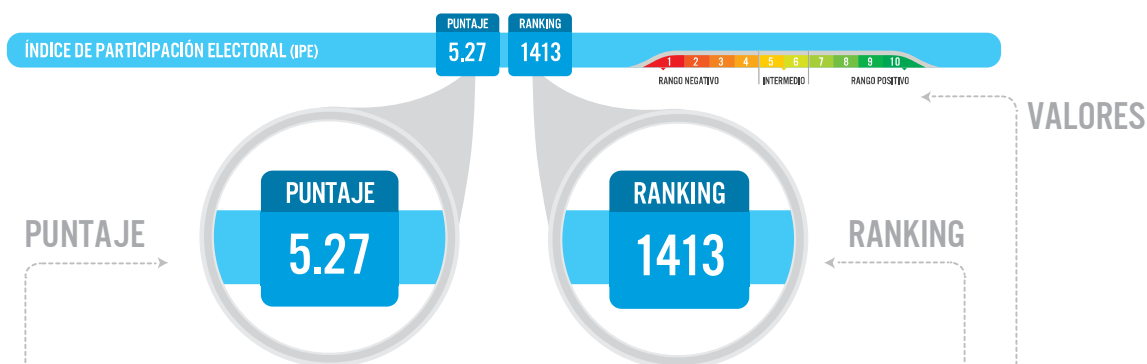 PUNTAJE RANKING
ÍNDICE DE PARTICIPACIÓN ELECTORAL (IPE) 5,27 1413
1 2 3 4 5 6 7 8 9 10
RANGO NEGATIVO INTERMEDIO RANGO POSITIVO
VALORES
PUNTAJE RANKING
PUNTAJE 5.27 1413 RANKING